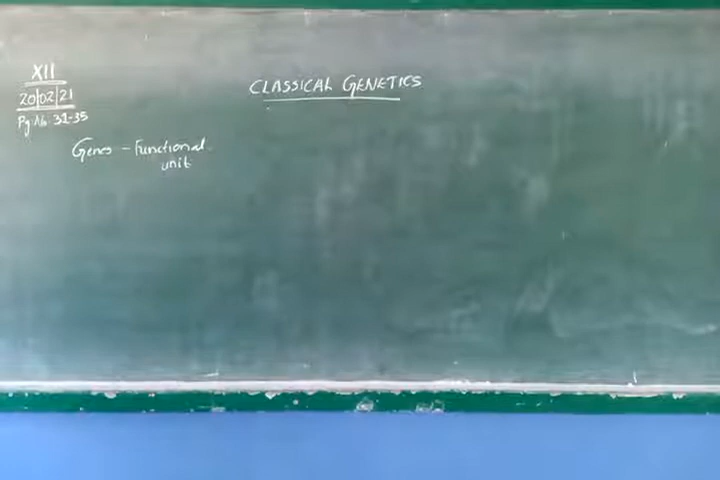 XII
20/02/21
Pg.No. 31-35
CLASSICAL GENETICS
Genes - Functional
unit